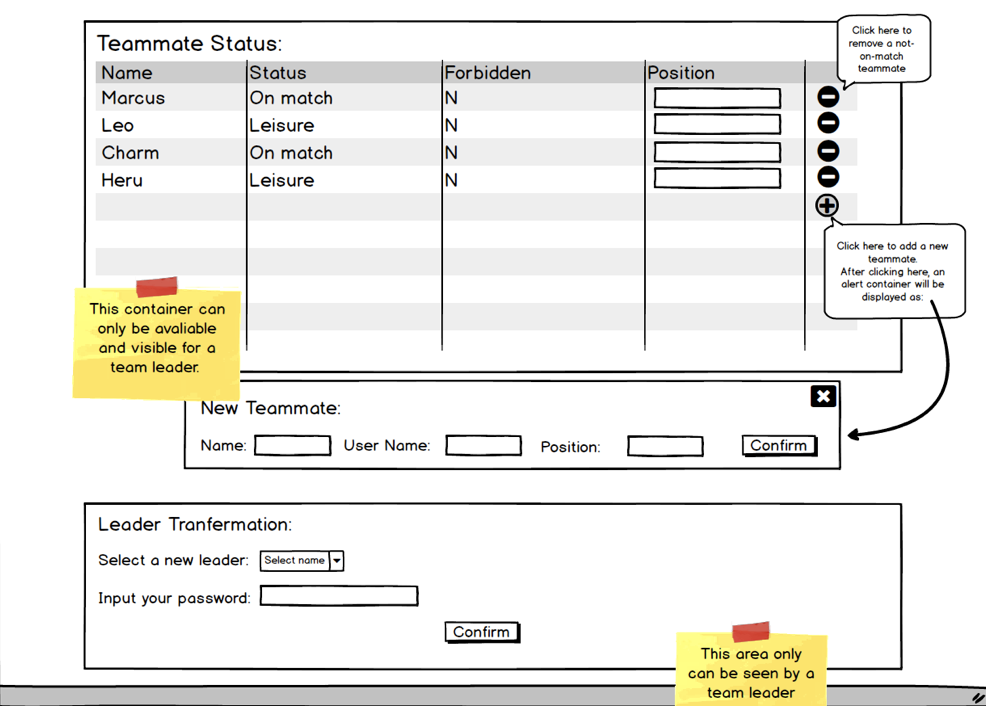 Teammate Status:
Click here to
remove a not-
on-match
teammate
Name Status Forbidden Position
Marcus On match N
Leo Leisure N
Charm On match N
Heru Leisure N
Click here to add a new
teammate.
After clicking here, an
alert container will be
displayed as:
This container can
only be avaliable
and visible for a
team leader.
New Teammate:
Name: User Name: Position: Confirm
Leader Tranfermation:
Select a new leader: Select name
Input your password:
Confirm
This area only
can be seen by a
team leader